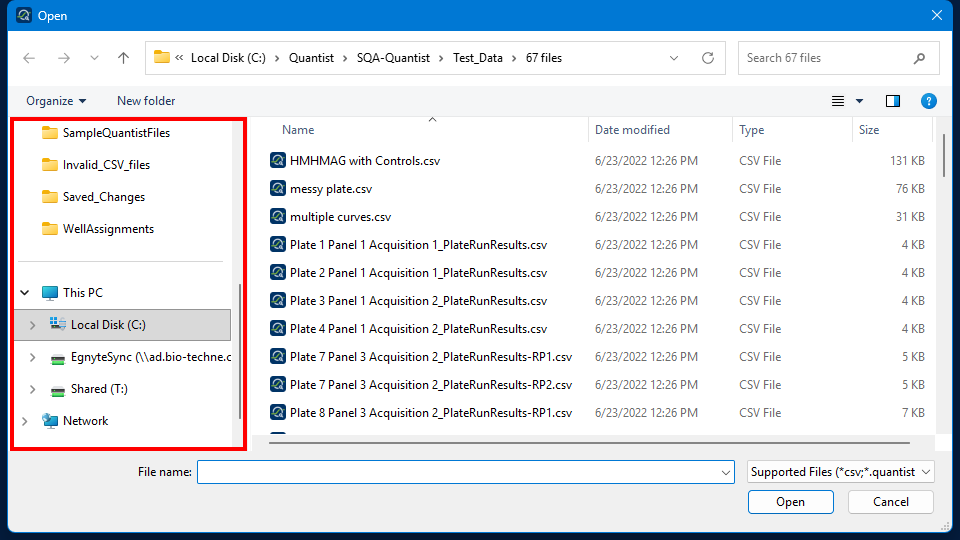 Open
« Local Disk (C:) › Quantist › SQA-Quantist › Test_Data › 67 files
Search 67 files
Organize
New folder
?
SampleQuantistFiles
Invalid_CSV_files
Saved_Changes
WellAssignments
This PC
Local Disk (C:)
EgnyteSync (\\ad.bio-techne.c
Shared (T:)
Network
Name Date modified Type Size
HMHMAG with Controls.csv 6/23/2022 12:26 PM CSV File 131 KB
messy plate.csv 6/23/2022 12:26 PM CSV File 76 KB
multiple curves.csv 6/23/2022 12:26 PM CSV File 31 KB
Plate 1 Panel 1 Acquisition 1_PlateRunResults.csv 6/23/2022 12:26 PM CSV File 4 KB
Plate 2 Panel 1 Acquisition 1_PlateRunResults.csv 6/23/2022 12:26 PM CSV File 4 KB
Plate 3 Panel 1 Acquisition 2_PlateRunResults.csv 6/23/2022 12:26 PM CSV File 4 KB
Plate 4 Panel 1 Acquisition 2_PlateRunResults.csv 6/23/2022 12:26 PM CSV File 4 KB
Plate 7 Panel 3 Acquisition 2_PlateRunResults-RP1.csv 6/23/2022 12:26 PM CSV File 5 KB
Plate 7 Panel 3 Acquisition 2_PlateRunResults-RP2.csv 6/23/2022 12:26 PM CSV File 5 KB
Plate 8 Panel 3 Acquisition 2_PlateRunResults-RP1.csv 6/23/2022 12:26 PM CSV File 7 KB
File name:
Supported Files (*csv;*.quantist
Open
Cancel